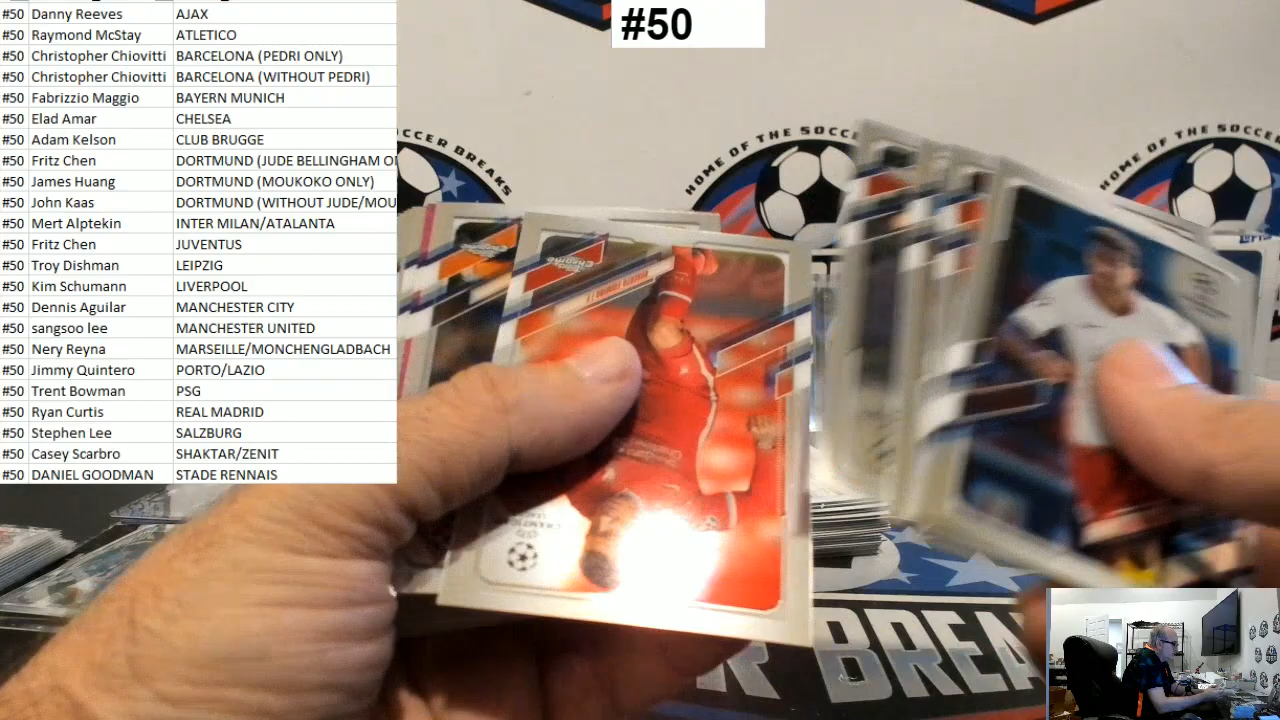 #50 Danny Reeves AJAX
#50 Raymond McStay ATLETICO
#50 Christopher Chiovitti BARCELONA (PEDRI ONLY)
#50 Christopher Chiovitti BARCELONA (WITHOUT PEDRI)
#50 Fabrizzio Maggio BAYERN MUNICH
#50 Elad Amar CHELSEA
#50 Adam Kelson CLUB BRUGGE
#50 Fritz Chen DORTMUND (JUDE BELLINGHAM
#50 James Huang DORTMUND (MOUKOKO ONLY)
#50 John Kaas DORTMUND (WITHOUT JUDE/MOU
#50 Mert Alptekin INTER MILAN/ATALANTA
#50 Fritz Chen JUVENTUS
#50 Troy Dishman LEIPZIG
#50 Kim Schumann LIVERPOOL
#50 Dennis Aguilar MANCHESTER CITY
#50 sangsoo lee MANCHESTER UNITED
#50 Nery Reyna MARSEILLE/MONCHENGLADBACH
#50 Jimmy Quintero PORTO/LAZIO
#50 Trent Bowman PSG
#50 Ryan Curtis REAL MADRID
#50 Stephen Lee SALZBURG
#50 Casey Scarbro SHAKTAR/ZENIT
#50 DANIEL GOODMAN STADE RENNAIS
#50
SOCCER BREAKS
HOME OF THE SOCCE
HOME OF THE SOCCER
R BREA